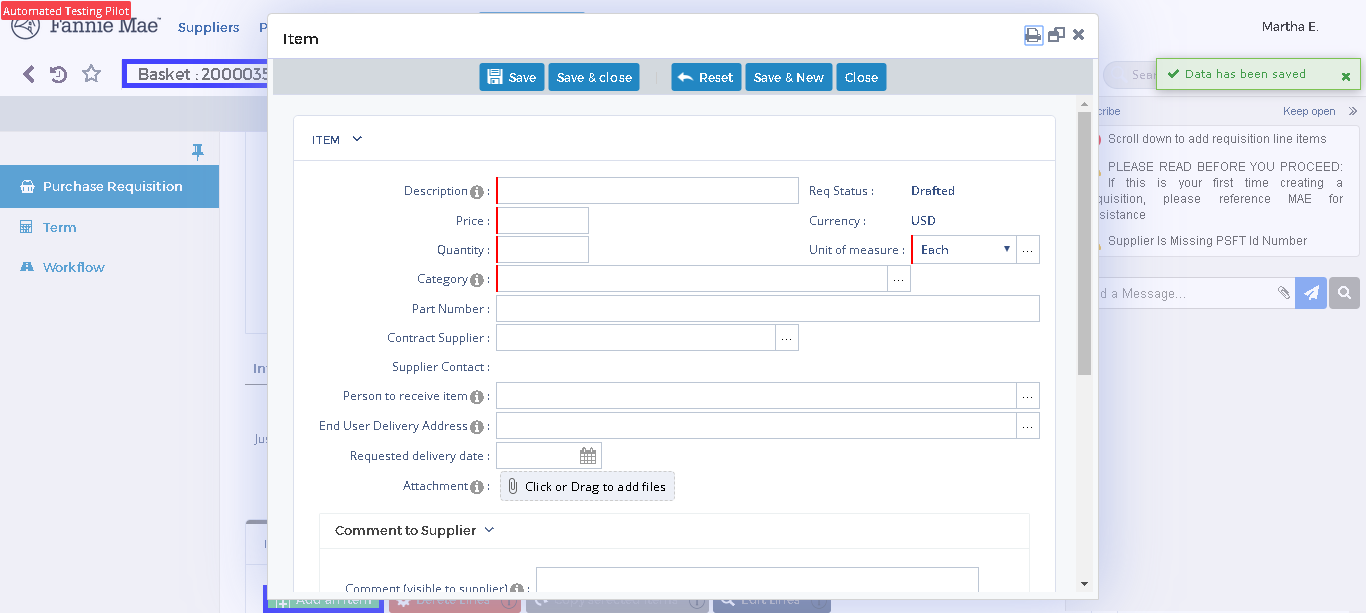 Automated Testing Pilot
Fannie Mae
Suppliers
Martha E.
Basket : 2000035
Item
Save
Save & close
Reset
Save & New
Close
Data has been saved
Keep open
Scroll down to add requisition line items
PLEASE READ BEFORE YOU PROCEED:
If this is your first time creating a
, please reference MAE for
Supplier Is Missing PSFT Id Number
a Message...
Purchase Requisition
Term
Workflow
ITEM
Description :
Req Status :
Drafted
Price :
Currency :
USD
Quantity :
Unit of measure :
Each
...
Category :
...
Part Number :
Contract Supplier :
...
Supplier Contact :
Person to receive item :
...
End User Delivery Address :
...
Requested delivery date :
Attachment :
Click or Drag to add files
Comment to Supplier
Comment (visible to supplier) :
Add an Item
Delete Lines
Copy selected items
Edit Lines